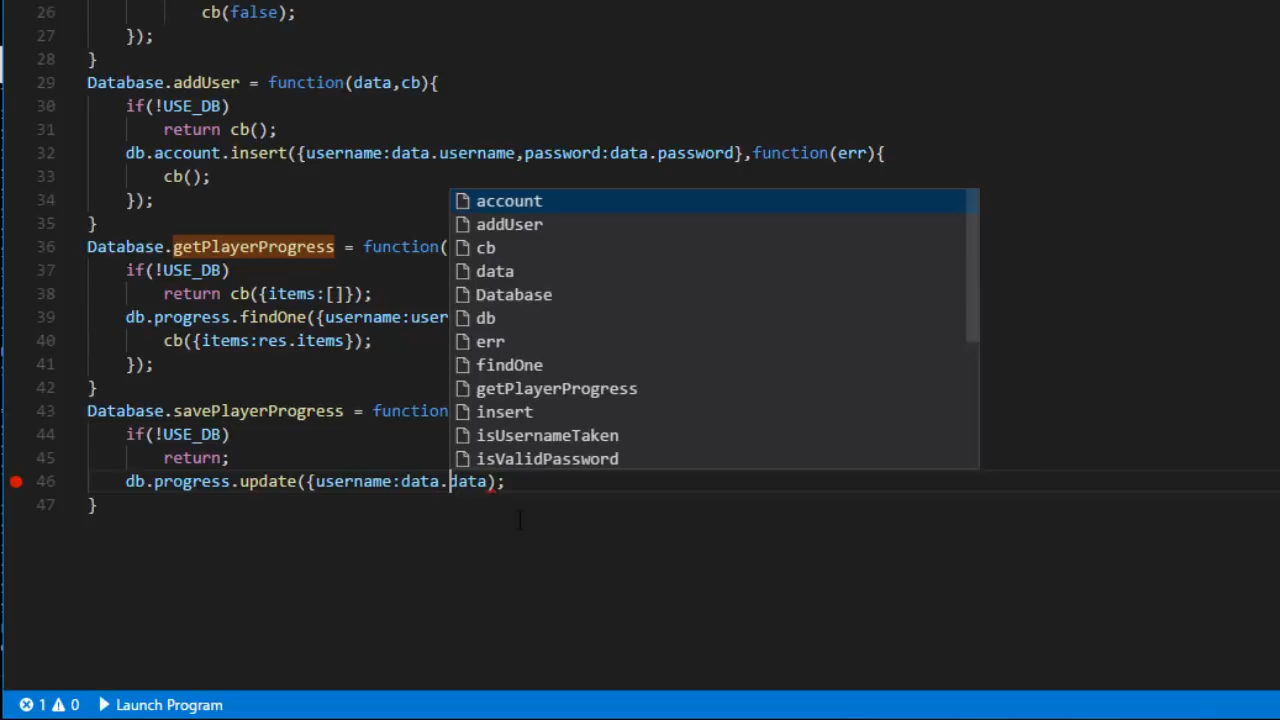 26 cb(false);
27 });
28 }
29 Database.addUser = function(data,cb){
30 if(!USE_DB)
31 return cb();
32 db.account.insert({username:data.username,password:data.password},function(err){
33 cb();
34 });
35 }
36 Database.getPlayerProgress = function(
37 if(!USE_DB)
38 return cb({items:[]});
39 db.progress.findOne({username:user
40 cb({items:res.items});
41 });
42 }
43 Database.savePlayerProgress = function
44 if(!USE_DB)
45 return;
46 db.progress.update({username:data.data);
47 }
account
addUser
cb
data
Database
db
err
findOne
getPlayerProgress
insert
isUsernameTaken
isValidPassword
1 0 Launch Program